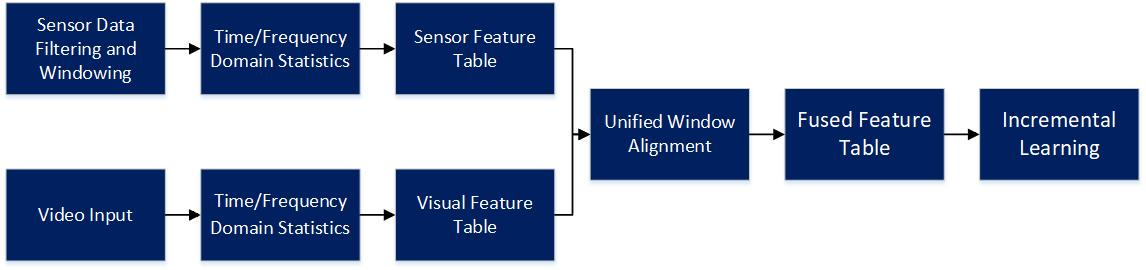 Sensor Data
Filtering and
Windowing
Time/Frequency
Domain Statistics
Sensor Feature
Table
Video Input
Time/Frequency
Domain Statistics
Visual Feature
Table
Unified Window
Alignment
Fused Feature
Table
Incremental
Learning